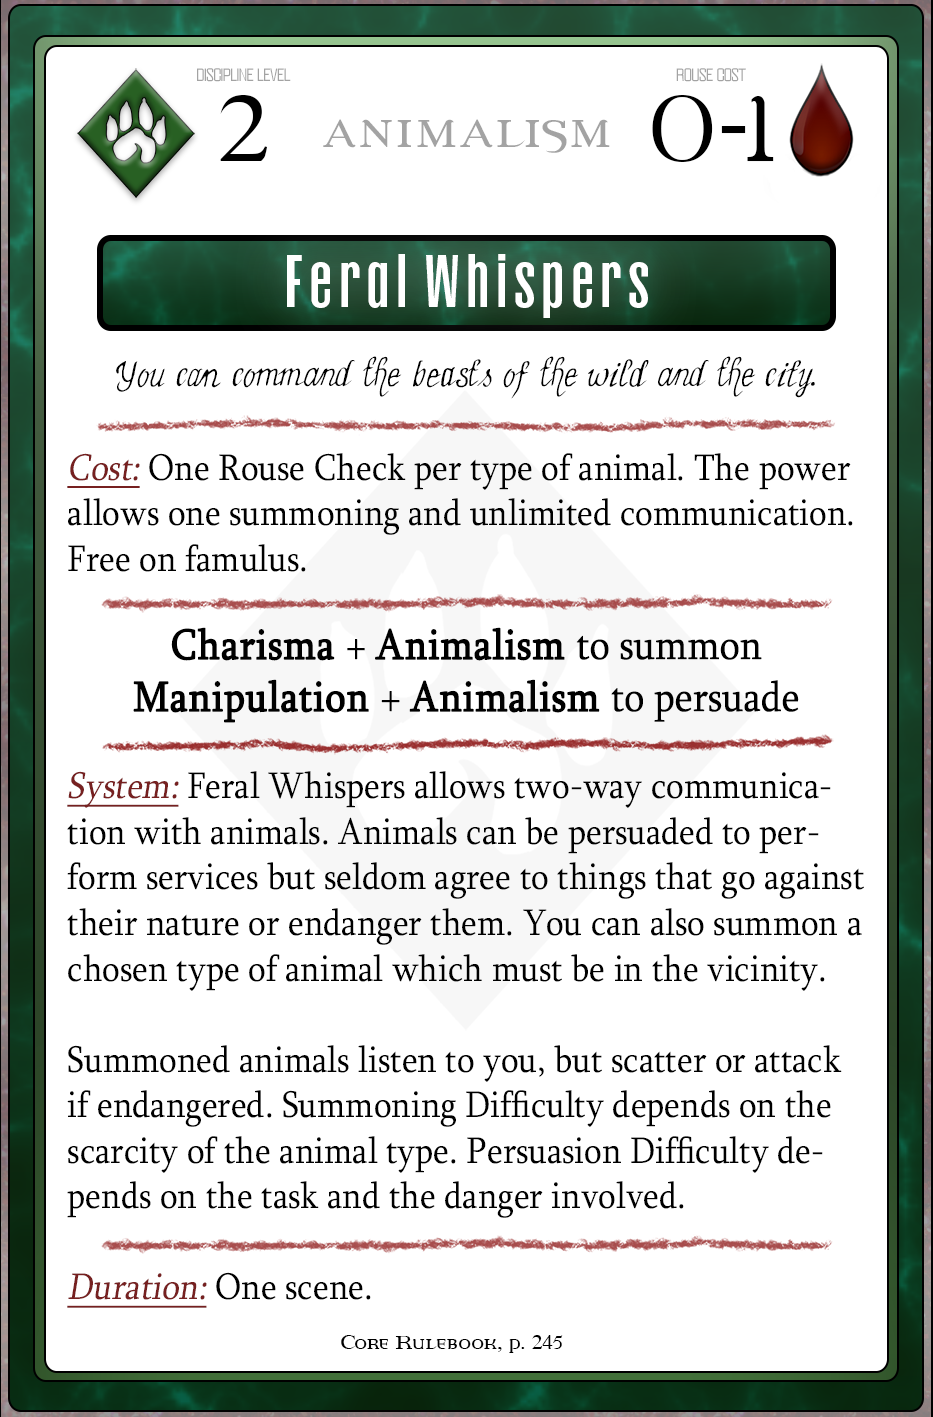 DISCIPLINE LEVEL
2
ANIMALISM
ROUSE COST
0-1
Feral Whispers
You can command the beasts of the wild and the city.
Cost: One Rouse Check per type of animal. The power
allows one summoning and unlimited communication.
Free on famulus.
Charisma + Animalism to summon
Manipulation + Animalism to persuade
System: Feral Whispers allows two-way communica-
tion with animals. Animals can be persuaded to per-
form services but seldom agree to things that go against
their nature or endanger them. You can also summon a
chosen type of animal which must be in the vicinity.
Summoned animals listen to you, but scatter or attack
if endangered. Summoning Difficulty depends on the
scarcity of the animal type. Persuasion Difficulty de-
pends on the task and the danger involved.
Duration: One scene.
Core Rulebook, p. 245